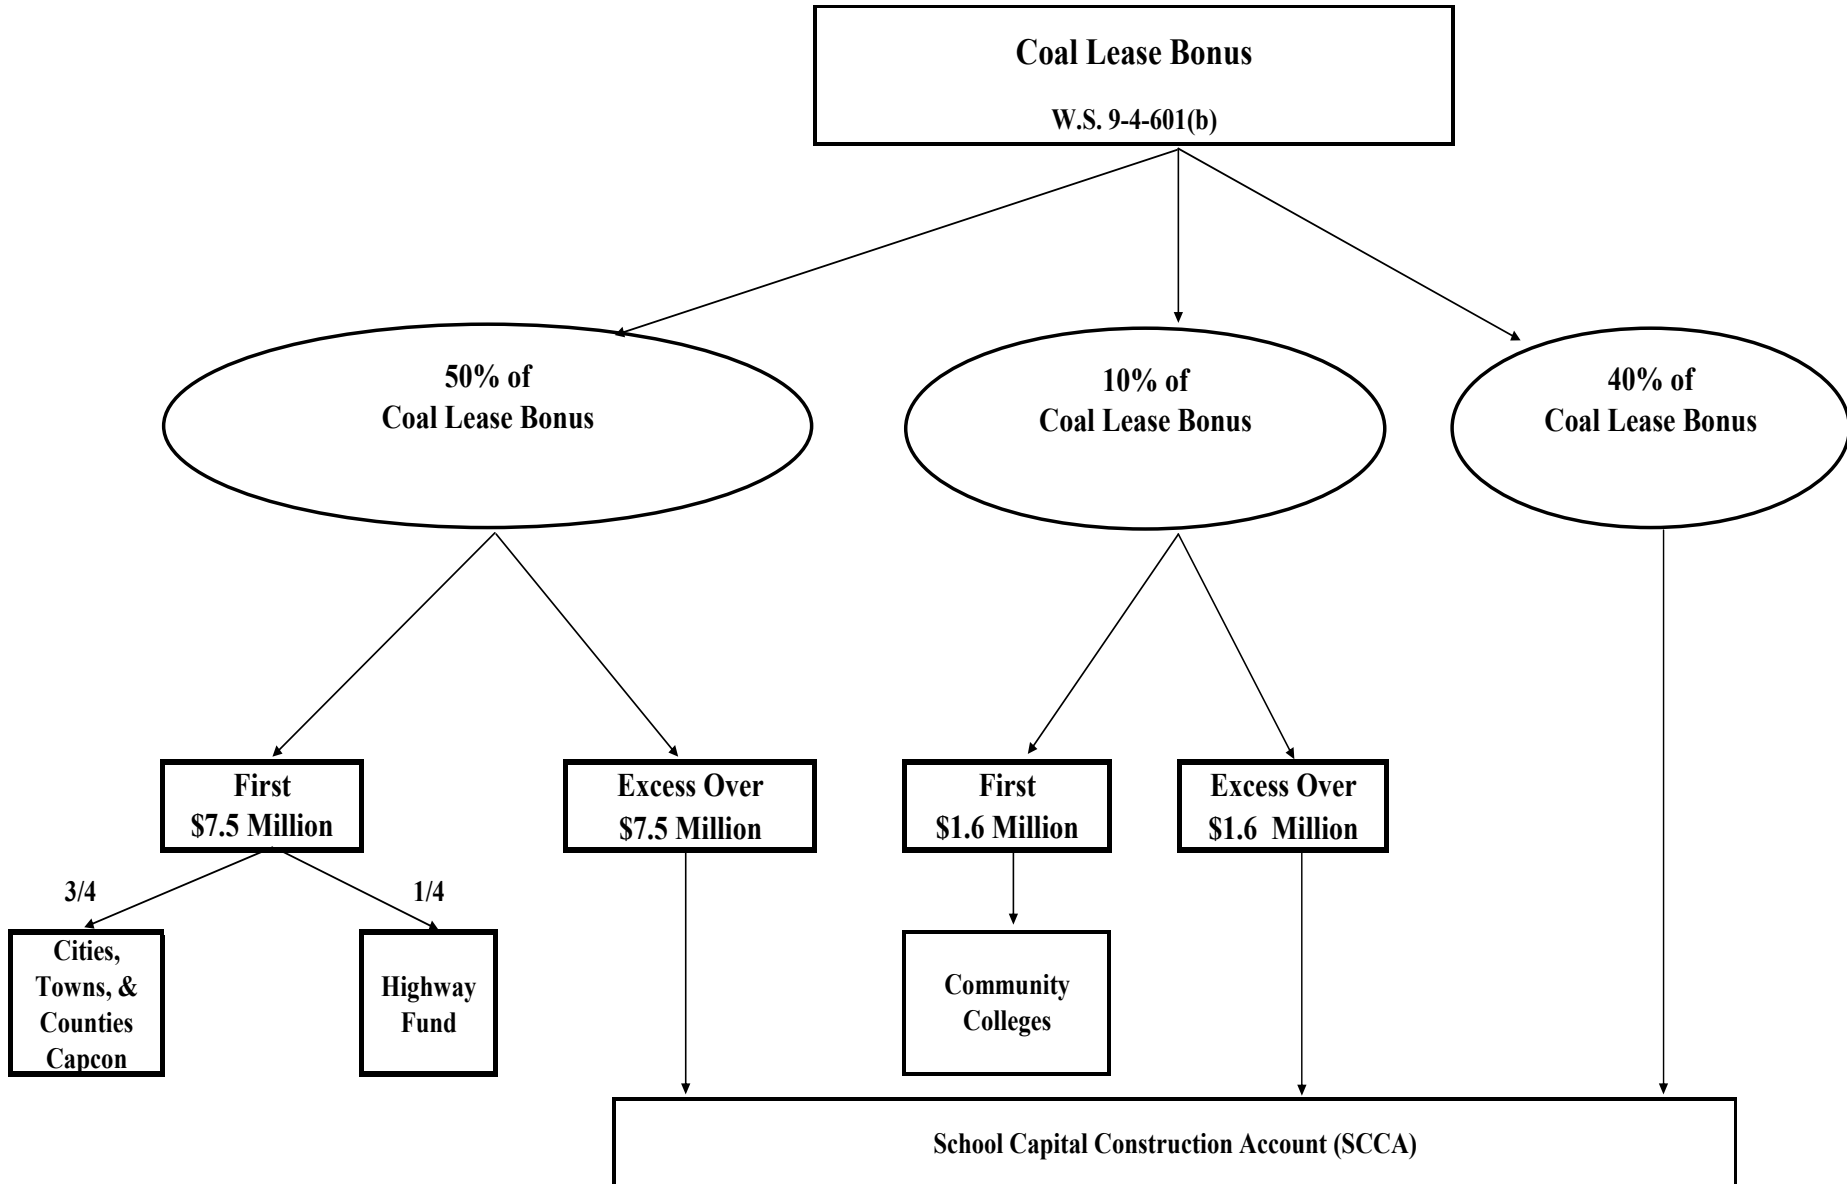 Coal Lease Bonus
W.S. 9-4-601(b)
50% of
Coal Lease Bonus
10% of
Coal Lease Bonus
40% of
Coal Lease Bonus
First
$7.5 Million
Excess Over
$7.5 Million
First
$1.6 Million
Excess Over
$1.6 Million
3/4
1/4
Cities,
Towns, &
Counties
Capcon
Highway
Fund
Community
Colleges
School Capital Construction Account (SCCA)